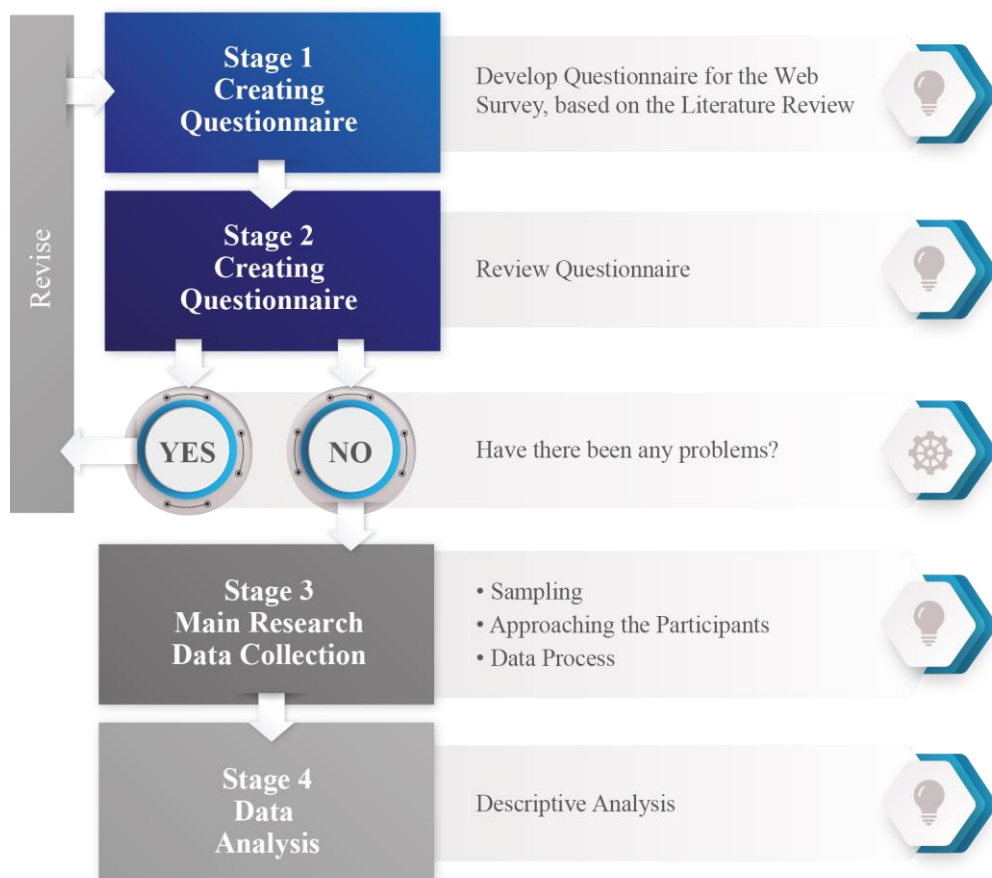 Revise
Stage 1
Creating
Questionnaire
Develop Questionnaire for the Web
Survey, based on the Literature Review
Stage 2
Creating
Questionnaire
Review Questionnaire
YES
NO
Have there been any problems?
Stage 3
Main Research
Data Collection
• Sampling
• Approaching the Participants
• Data Process
Stage 4
Data
Analysis
Descriptive Analysis